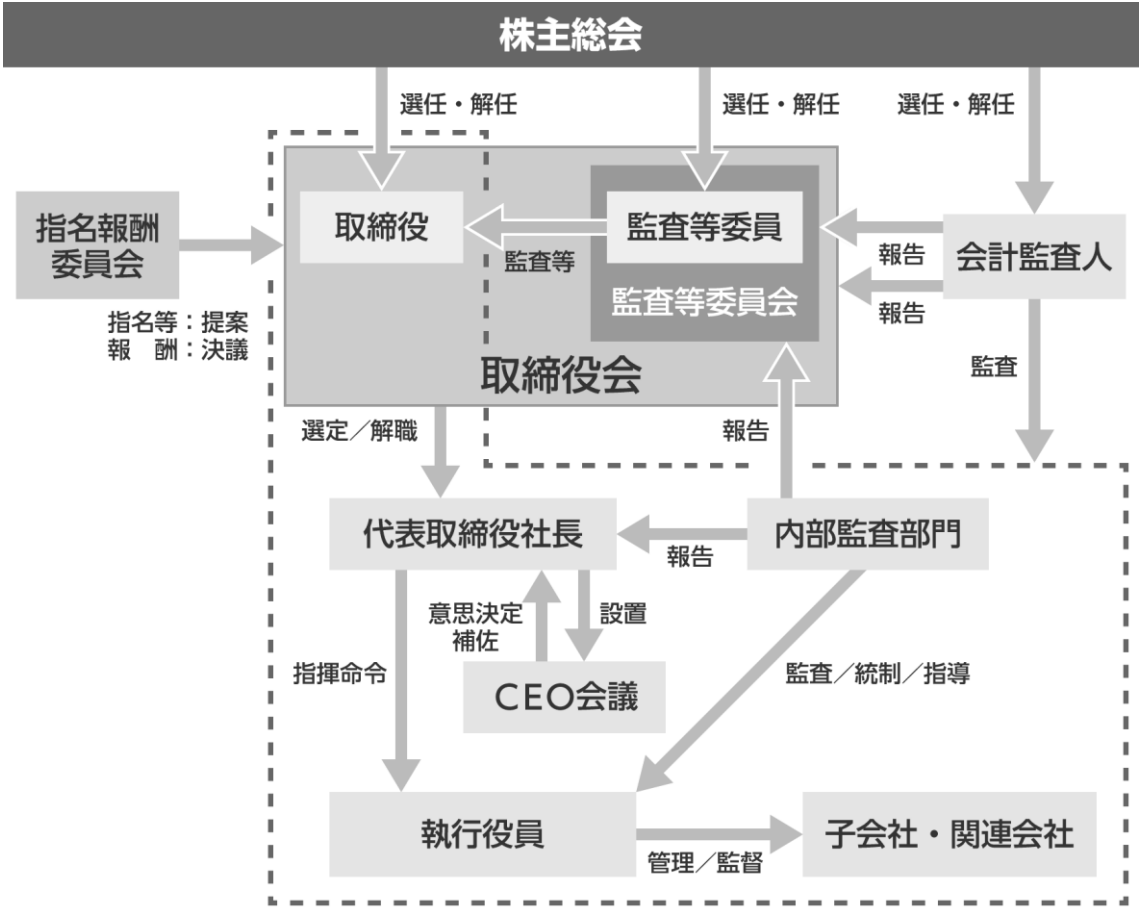 株主総会
選任・解任
選任・解任
選任・解任
指名報酬
委員会
取締役
監査等委員
会計監査人
監査等
報告
監査等委員会
報告
指名等：提案
報　酬：決議
取締役会
監査
選定／解職
報告
代表取締役社長
内部監査部門
報告
意思決定
補佐
設置
指揮命令
監査／統制／指導
CEO会議
執行役員
子会社・関連会社
管理／監督